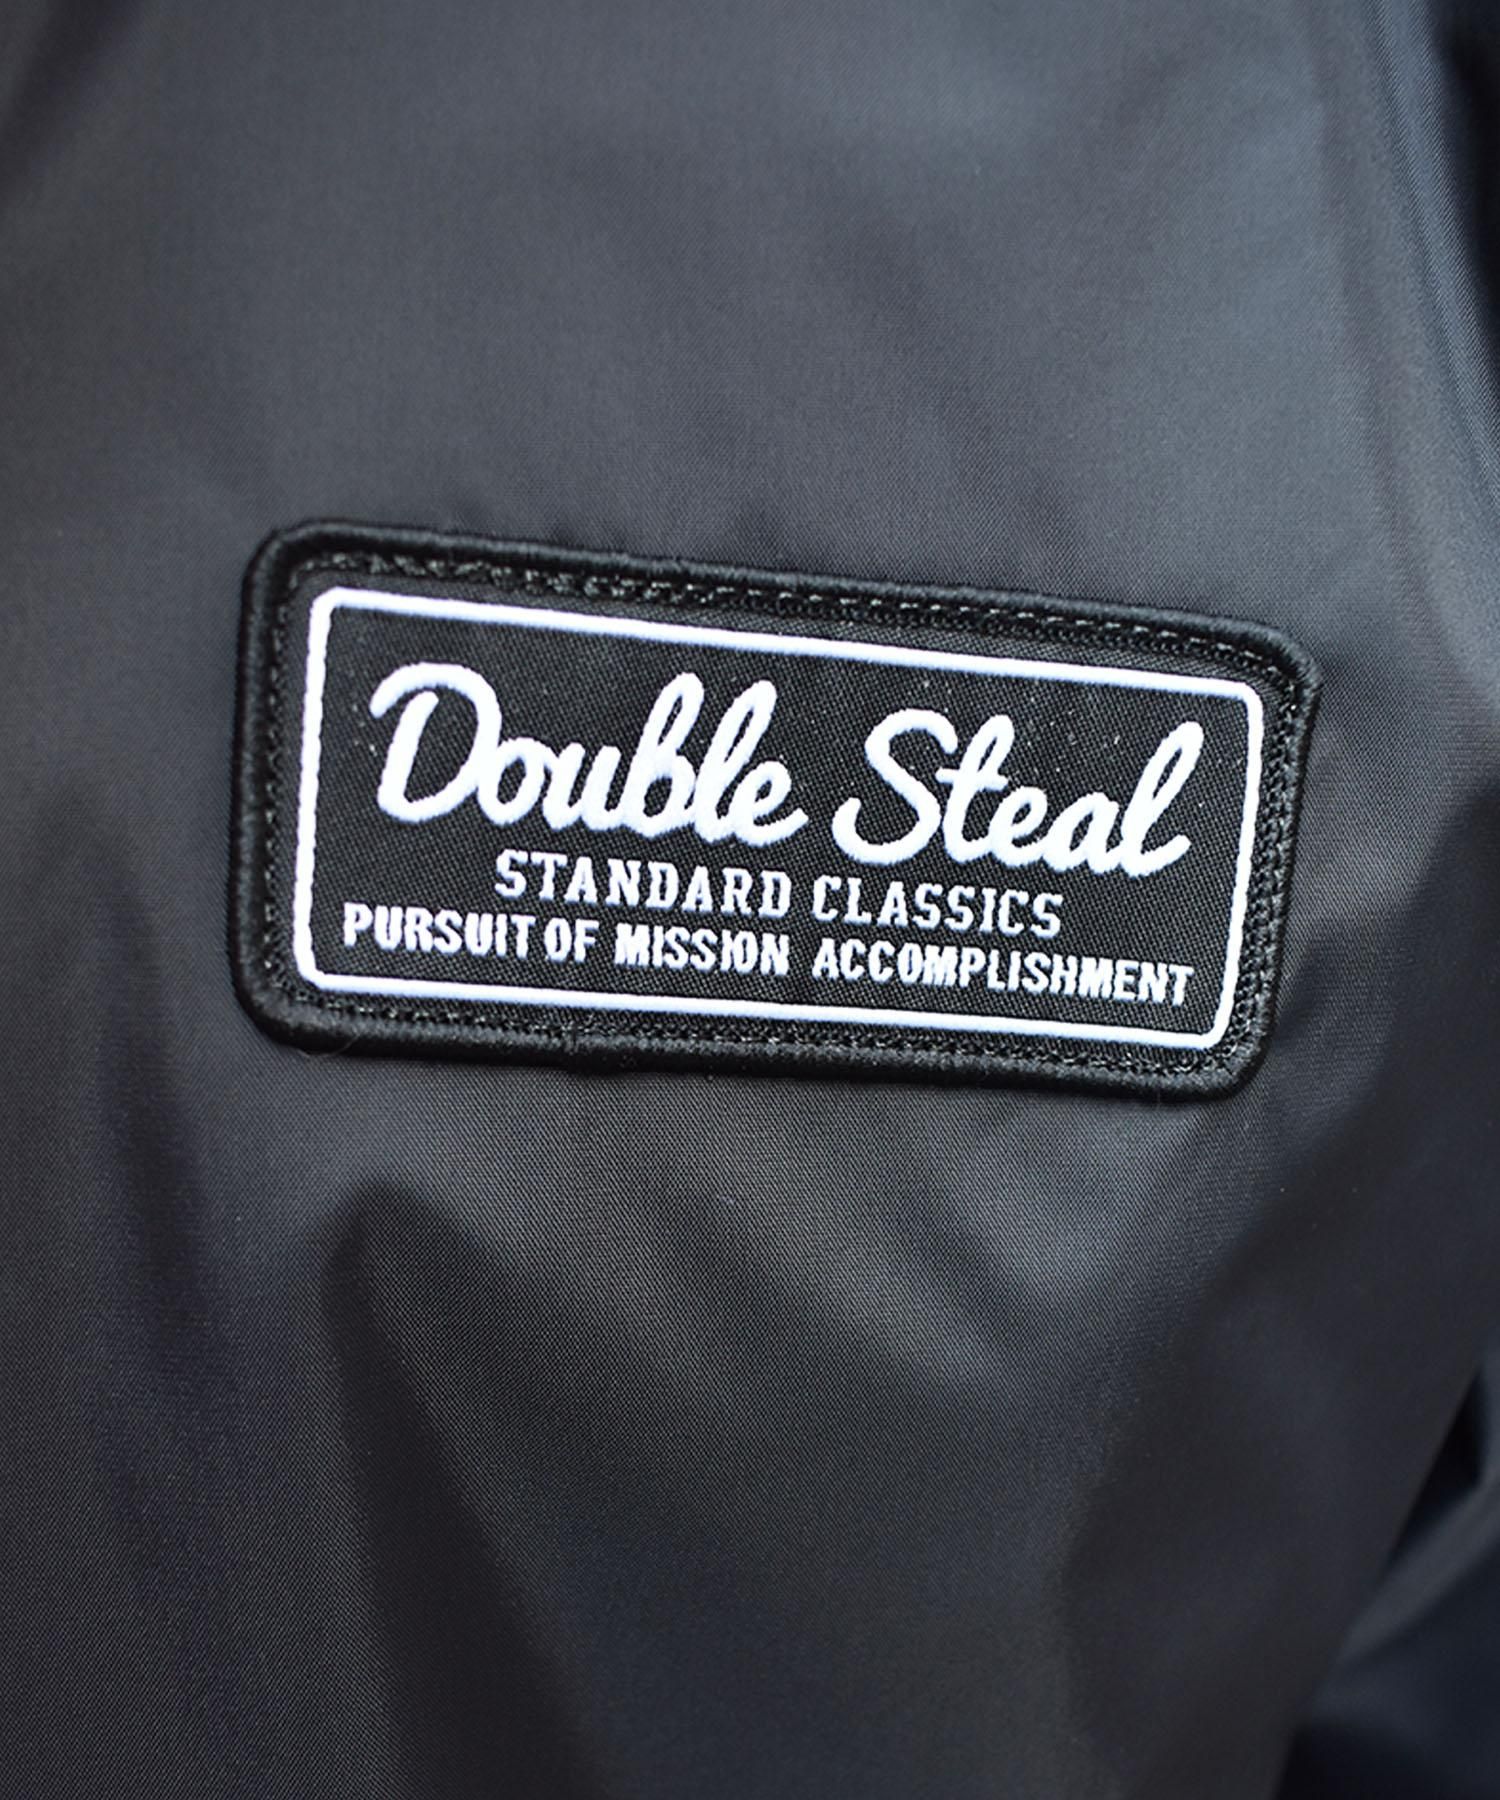 Double Steal
STANDARD CLASSICS
PURSUIT OF MISSION ACCOMPLISHMENT